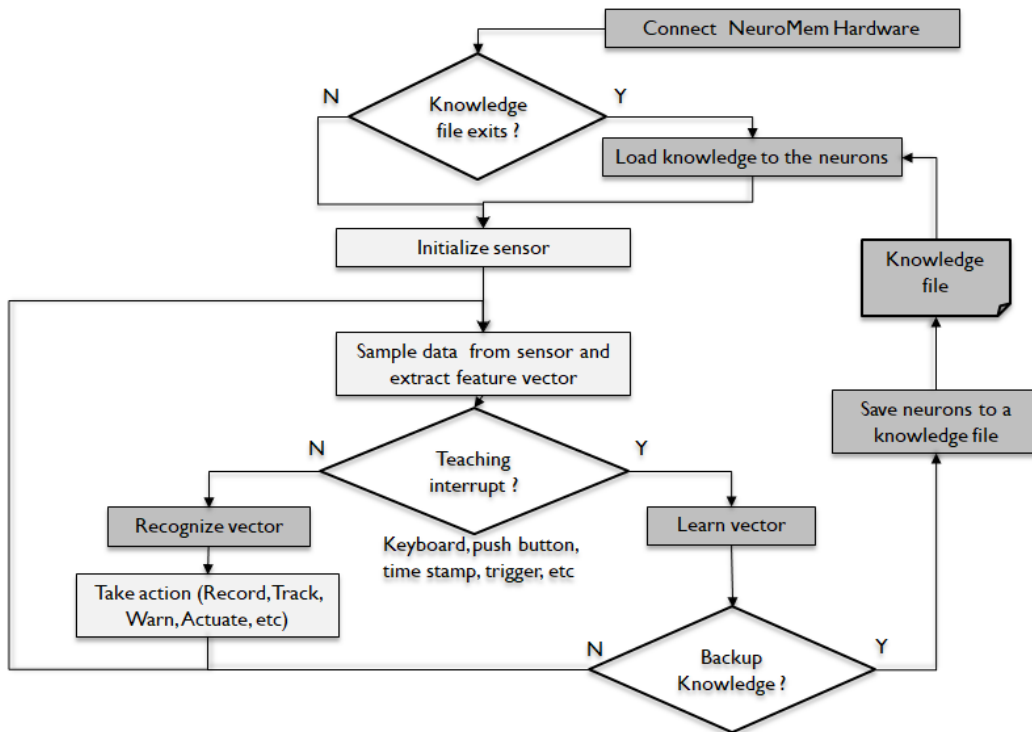 Connect NeuroMem Hardware
N
Y
Knowledge
file exits ?
Load knowledge to the neurons
Initialize sensor
Knowledge
file
Sample data from sensor and
extract feature vector
Save neurons to a
knowledge file
N
Y
Teaching
interrupt ?
Recognize vector
Learn vector
Keyboard, push button,
time stamp, trigger, etc
Take action (Record, Track,
Warn, Actuate, etc)
N
Y
Backup
Knowledge ?